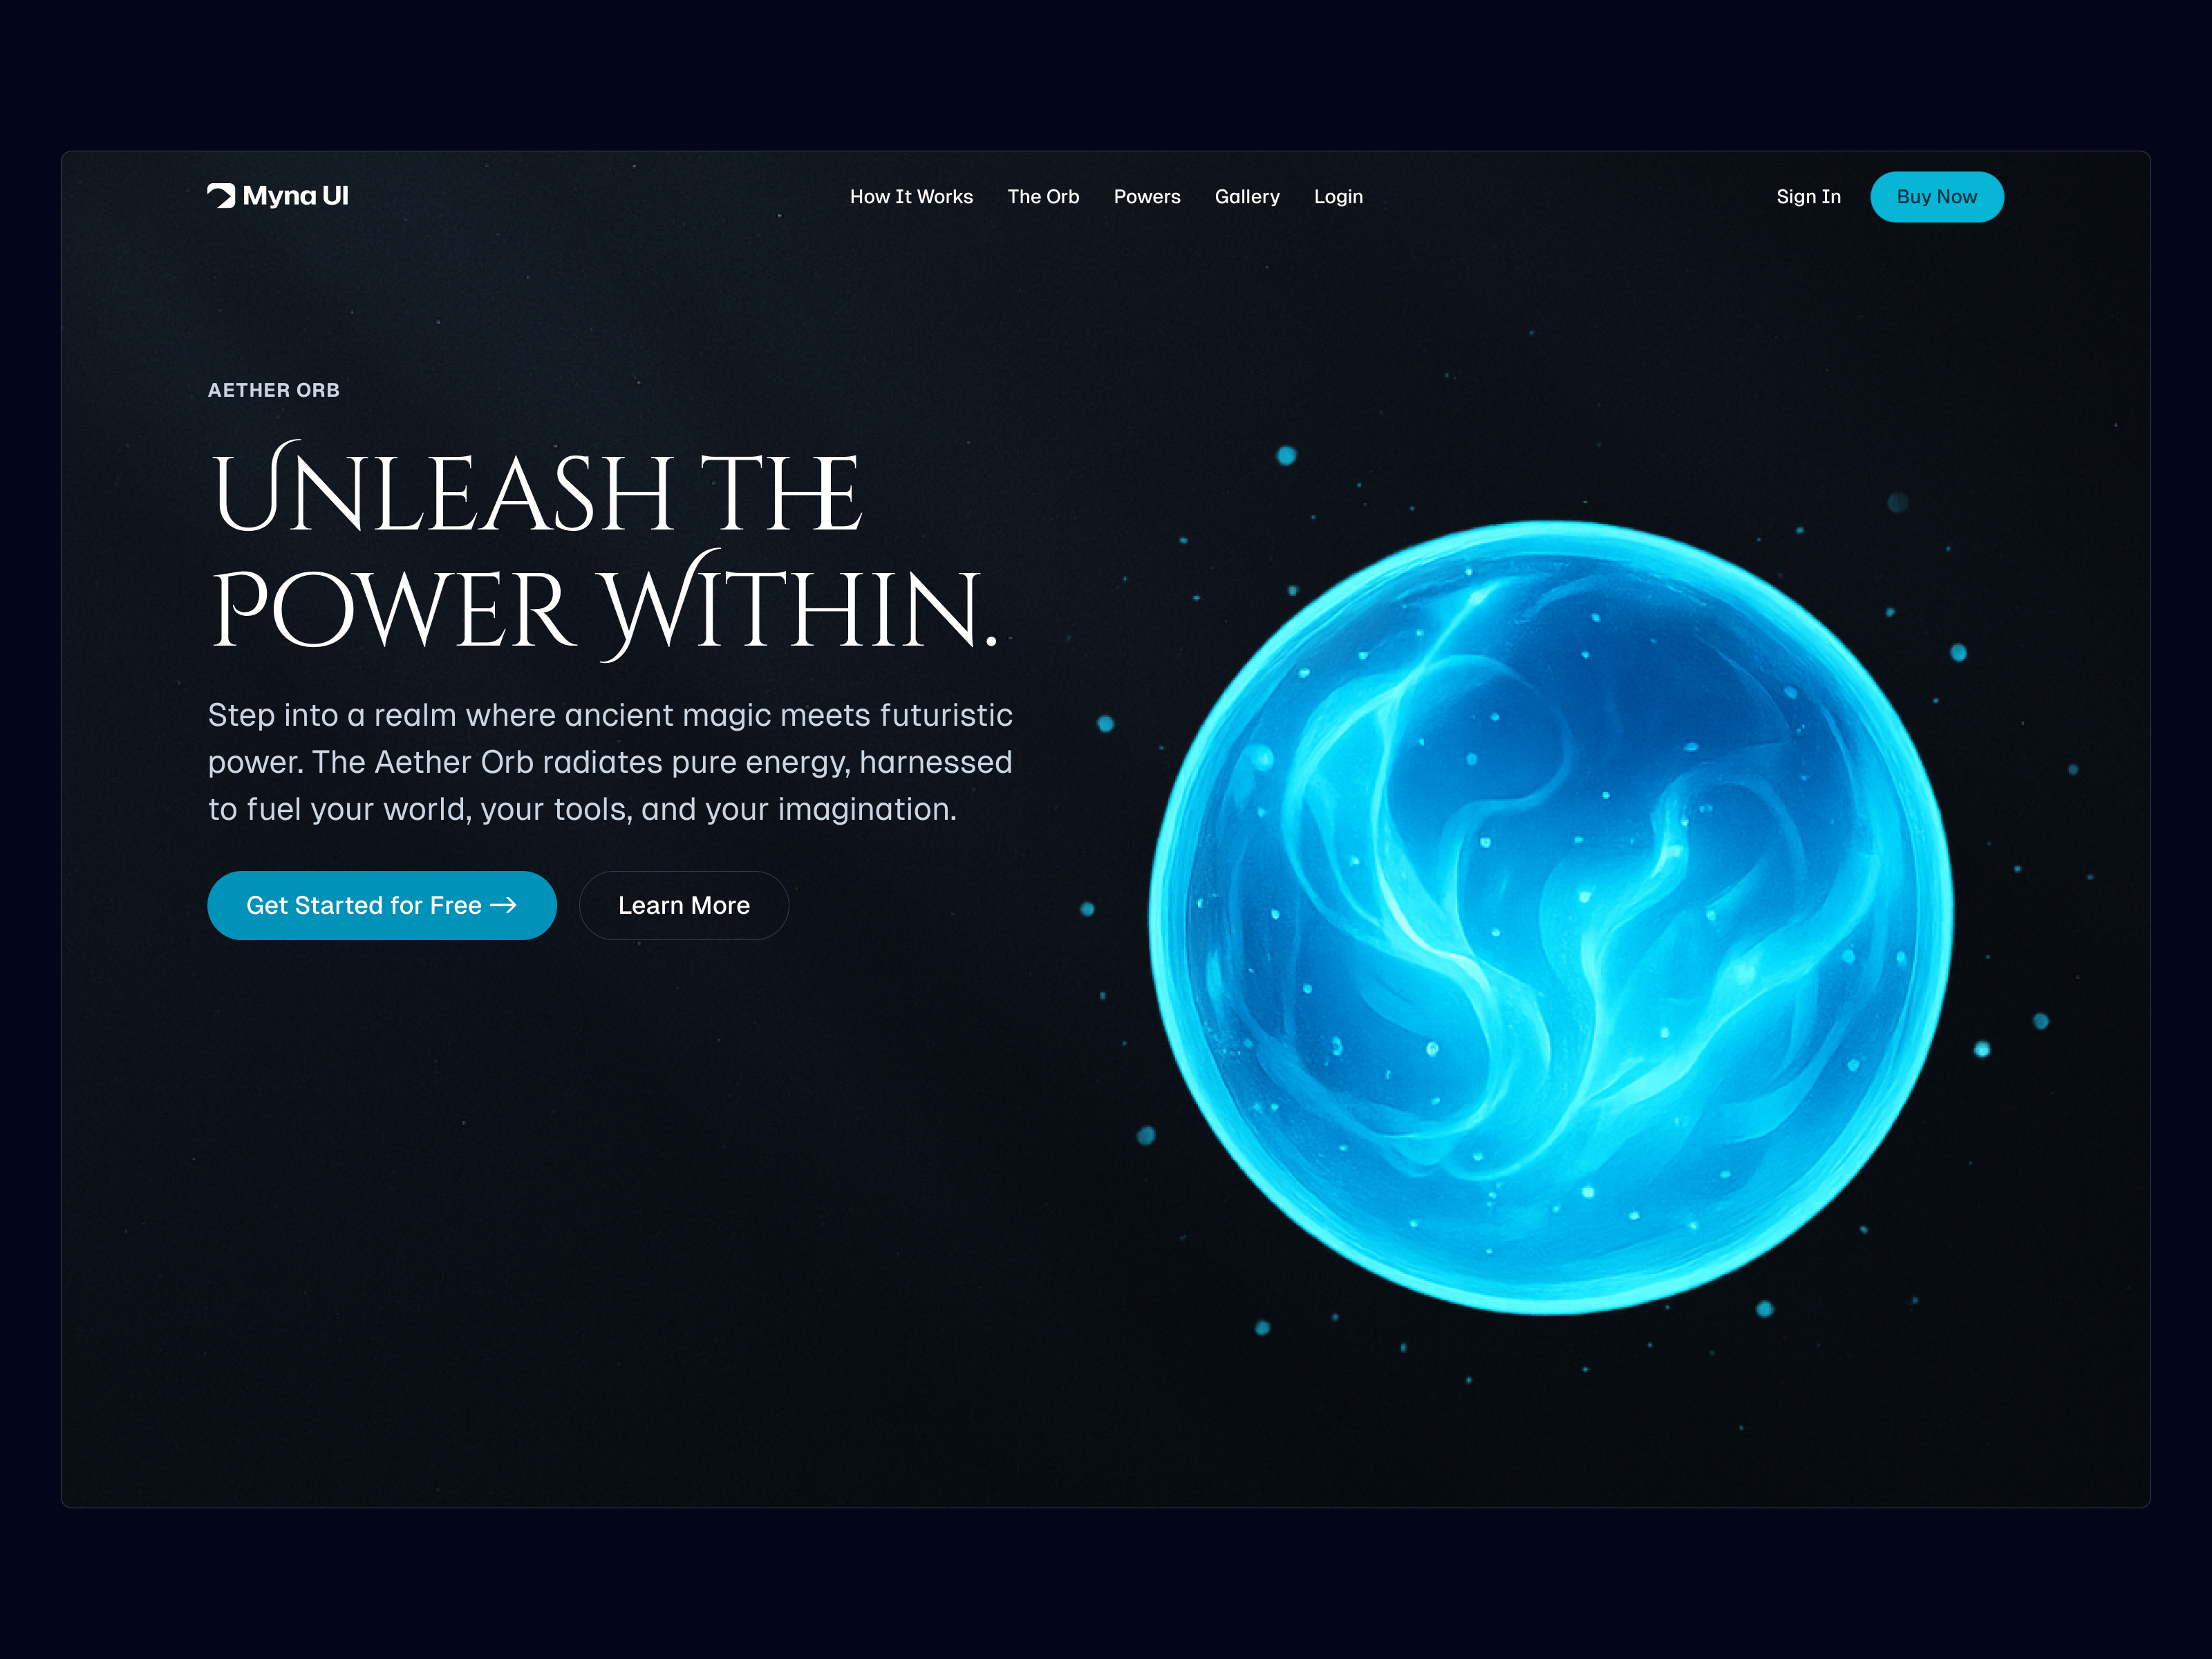 Myna UI
How It Works
The Orb
Powers
Gallery
Login
Sign In
Buy Now
AETHER ORB
UNLEASH THE
POWER WITHIN.
Step into a realm where ancient magic meets futuristic
power. The Aether Orb radiates pure energy, harnessed
to fuel your world, your tools, and your imagination.
Get Started for Free →
Learn More